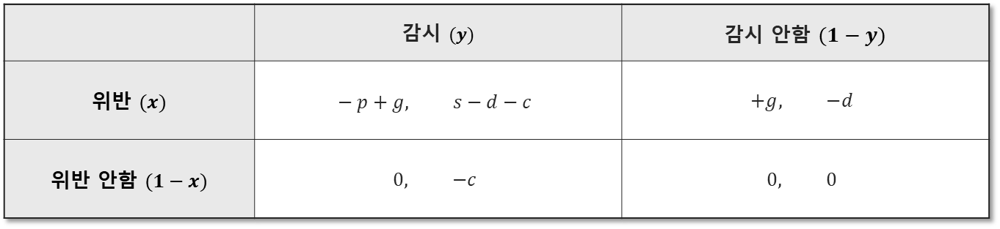 감시 (y) 감시 안함 (1 − y)
위반 (x) − p + g, s − d − c +g, −d
위반 안함 (1 − x) 0, −c 0, 0